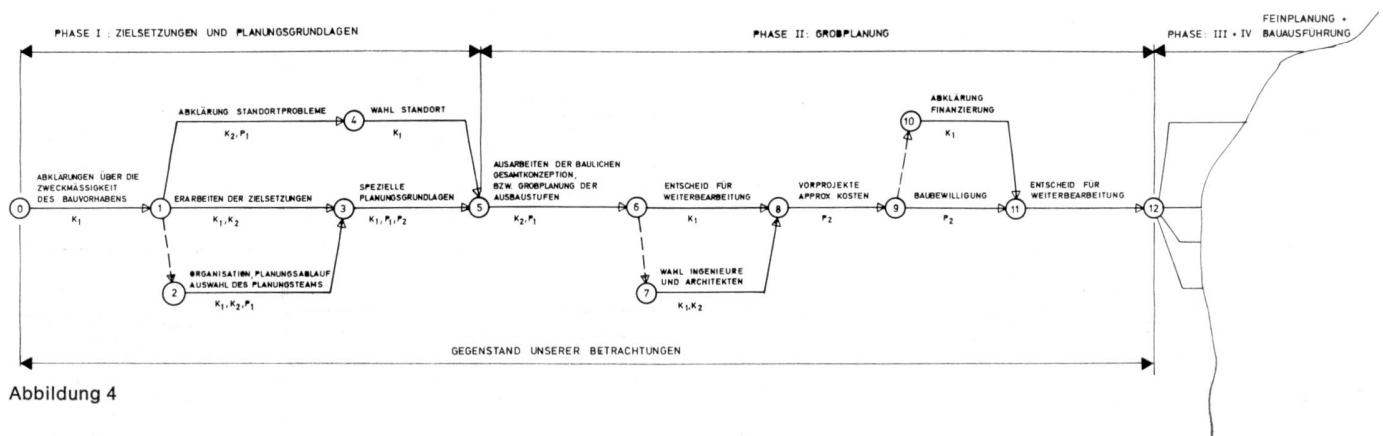 PHASE I : ZIELSETZUNGEN UND PLANUNGSGRUNDLAGEN
PHASE II: GROBPLANUNG
FEINPLANUNG +
PHASE: III + IV BAUAUSFÜHRUNG
ABKLÄRUNG STANDORTPROBLEME
K2, P1
4
WAHL STANDORT
K1
10
ABKLÄRUNG
FINANZIERUNG
K1
0
ABKLÄRUNGEN ÜBER DIE
ZWECKMÄSSIGKEIT
DES BAUVORHABENS
K1
1
ERARBEITEN DER ZIELSETZUNGEN
K1, K2
3
SPEZIELLE
PLANUNGSGRUNDLAGEN
K1, P1, P2
5
AUSARBEITEN DER BAULICHEN
GESAMTKONZEPTION,
BZW. GROBPLANUNG DER
AUSBAUSTUFEN
K2, P1
6
ENTSCHEID FÜR
WEITERBEARBEITUNG
K1
8
VORPROJEKTE
APPROX. KOSTEN
P2
9
BAUBEWILLIGUNG
P2
11
ENTSCHEID FÜR
WEITERBEARBEITUNG
12
2
ORGANISATION, PLANUNGSABLAUF
AUSWAHL DES PLANUNGSTEAMS
K1, K2, P1
7
WAHL INGENIEURE
UND ARCHITEKTEN
K1, K2
GEGENSTAND UNSERER BETRACHTUNGEN
Abbildung 4